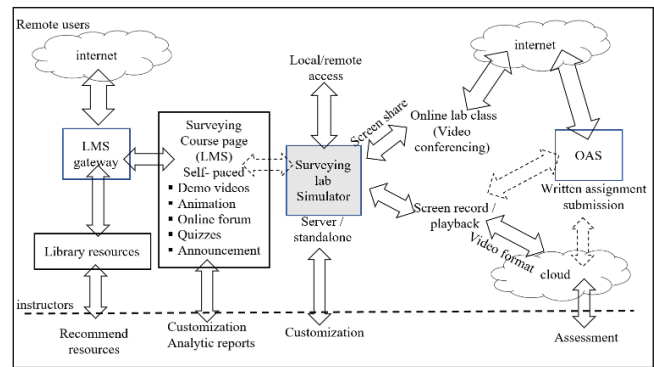 Remote users
internet
LMS
gateway
Library resources
instructors
Recommend
resources
Surveying
Course page
(LMS)
Self- paced
▪ Demo videos
▪ Animation
▪ Online forum
▪ Quizzes
▪ Announcement
Customization
Analytic reports
Local/remote
access
Surveying
lab
Simulator
Server /
standalone
Customization
Screen share
Online lab class
(Video
conferencing)
internet
Screen record /
playback
Video format
OAS
Written assignment
submission
cloud
Assessment